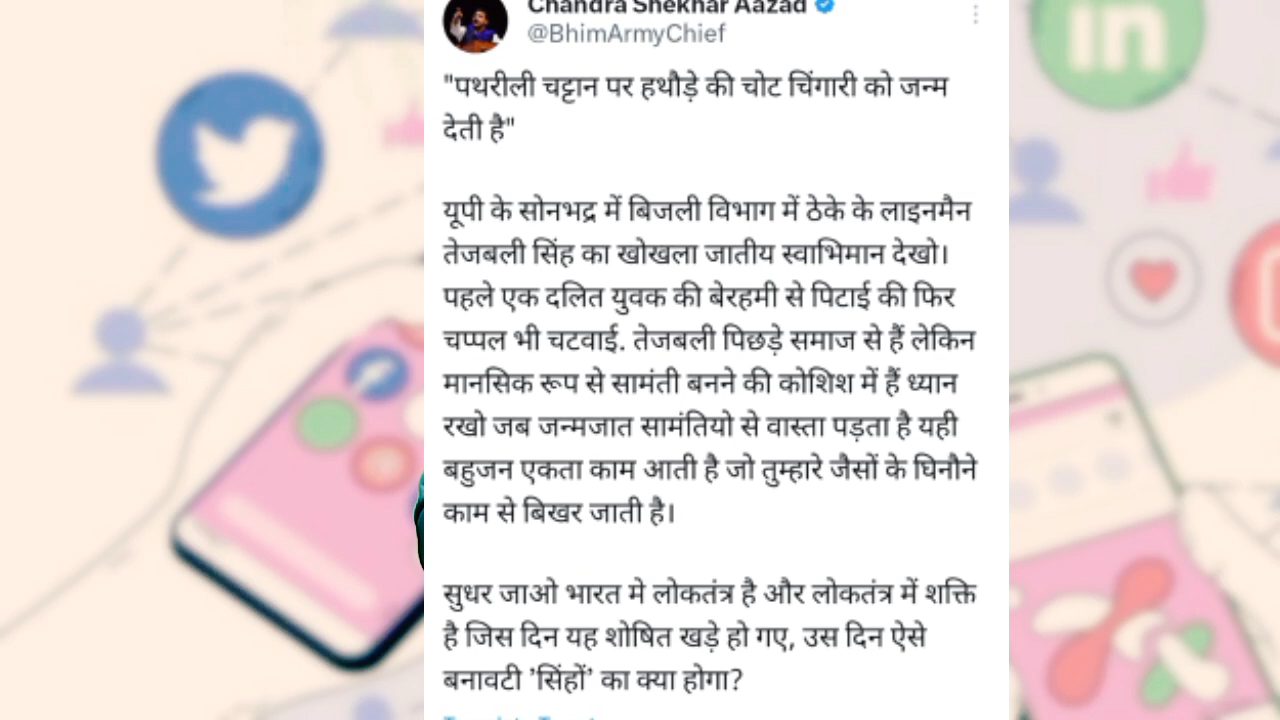 Chandra Shekhar Aazad
@BhimArmyChief
"पथरीली चट्टान पर हथौड़े की चोट चिंगारी को जन्म
देती है"
यूपी के सोनभद्र में बिजली विभाग में ठेके के लाइनमैन
तेजबली सिंह का खोखला जातीय स्वाभिमान देखो।
पहले एक दलित युवक की बेरहमी से पिटाई की फिर
चप्पल भी चटवाई. तेजबली पिछड़े समाज से हैं लेकिन
मानसिक रूप से सामंती बनने की कोशिश में हैं ध्यान
रखो जब जन्मजात सामंतियो से वास्ता पड़ता है यही
बहुजन एकता काम आती है जो तुम्हारे जैसों के घिनौने
काम से बिखर जाती है।
सुधर जाओ भारत मे लोकतंत्र है और लोकतंत्र में शक्ति
है जिस दिन यह शोषित खड़े हो गए, उस दिन ऐसे
बनावटी ’सिंहों’ का क्या होगा?
in